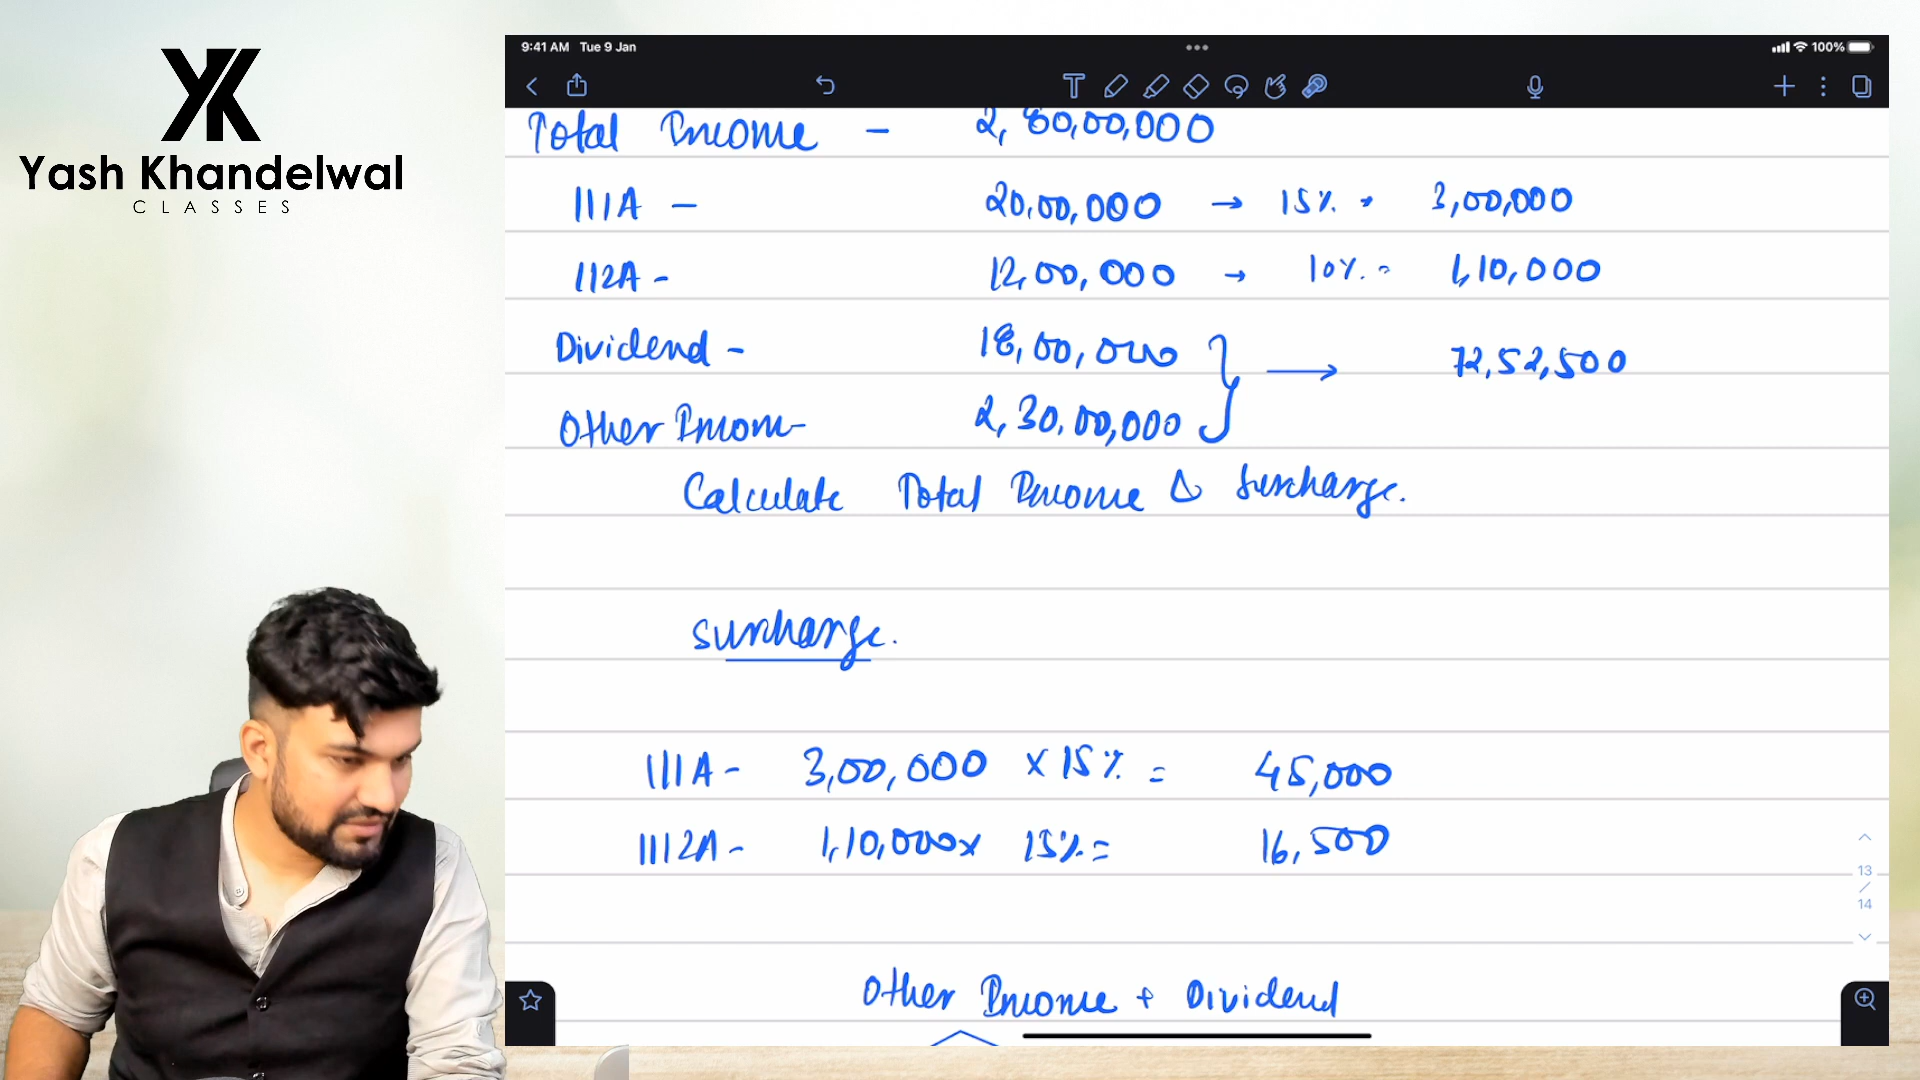 YK
Yash Khandelwal
CLASSES
9:41 AM Tue 9 Jan
100%
T
Total Income - 2,80,00,000
111A - 20,00,000 → 15% = 3,00,000
112A - 12,00,000 → 10% = 1,10,000
Dividend - 18,00,000
→ 72,52,500
Other Income - 2,30,00,000
Calculate Total Income & Surcharge.
Surcharge.
111A - 3,00,000 × 15% = 45,000
1112A - 1,10,000 × 15% = 16,500
13
/
14
Other Income + Dividend